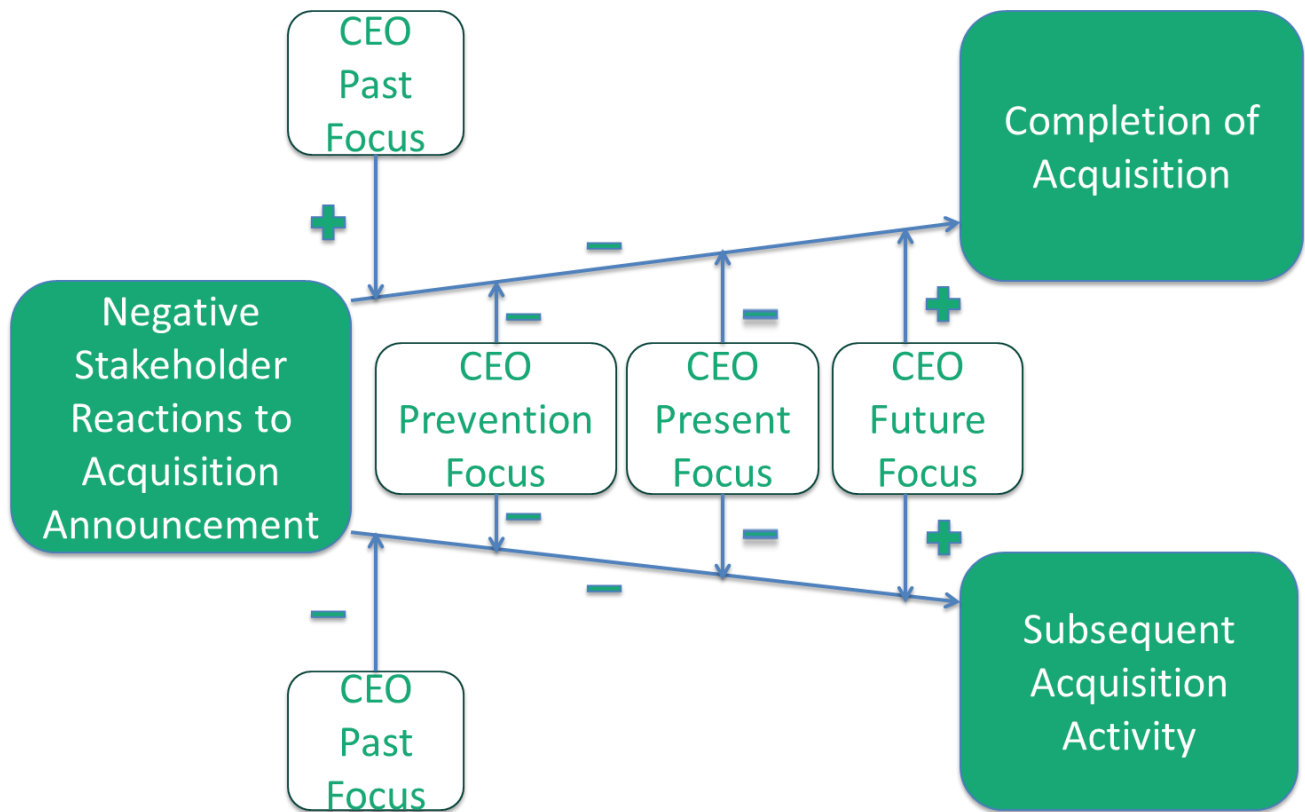 CEO
Past
Focus
Completion of
Acquisition
+
−
Negative
Stakeholder
Reactions to
Acquisition
Announcement
−
−
+
CEO
Prevention
Focus
CEO
Present
Focus
CEO
Future
Focus
−
−
+
−
−
CEO
Past
Focus
Subsequent
Acquisition
Activity